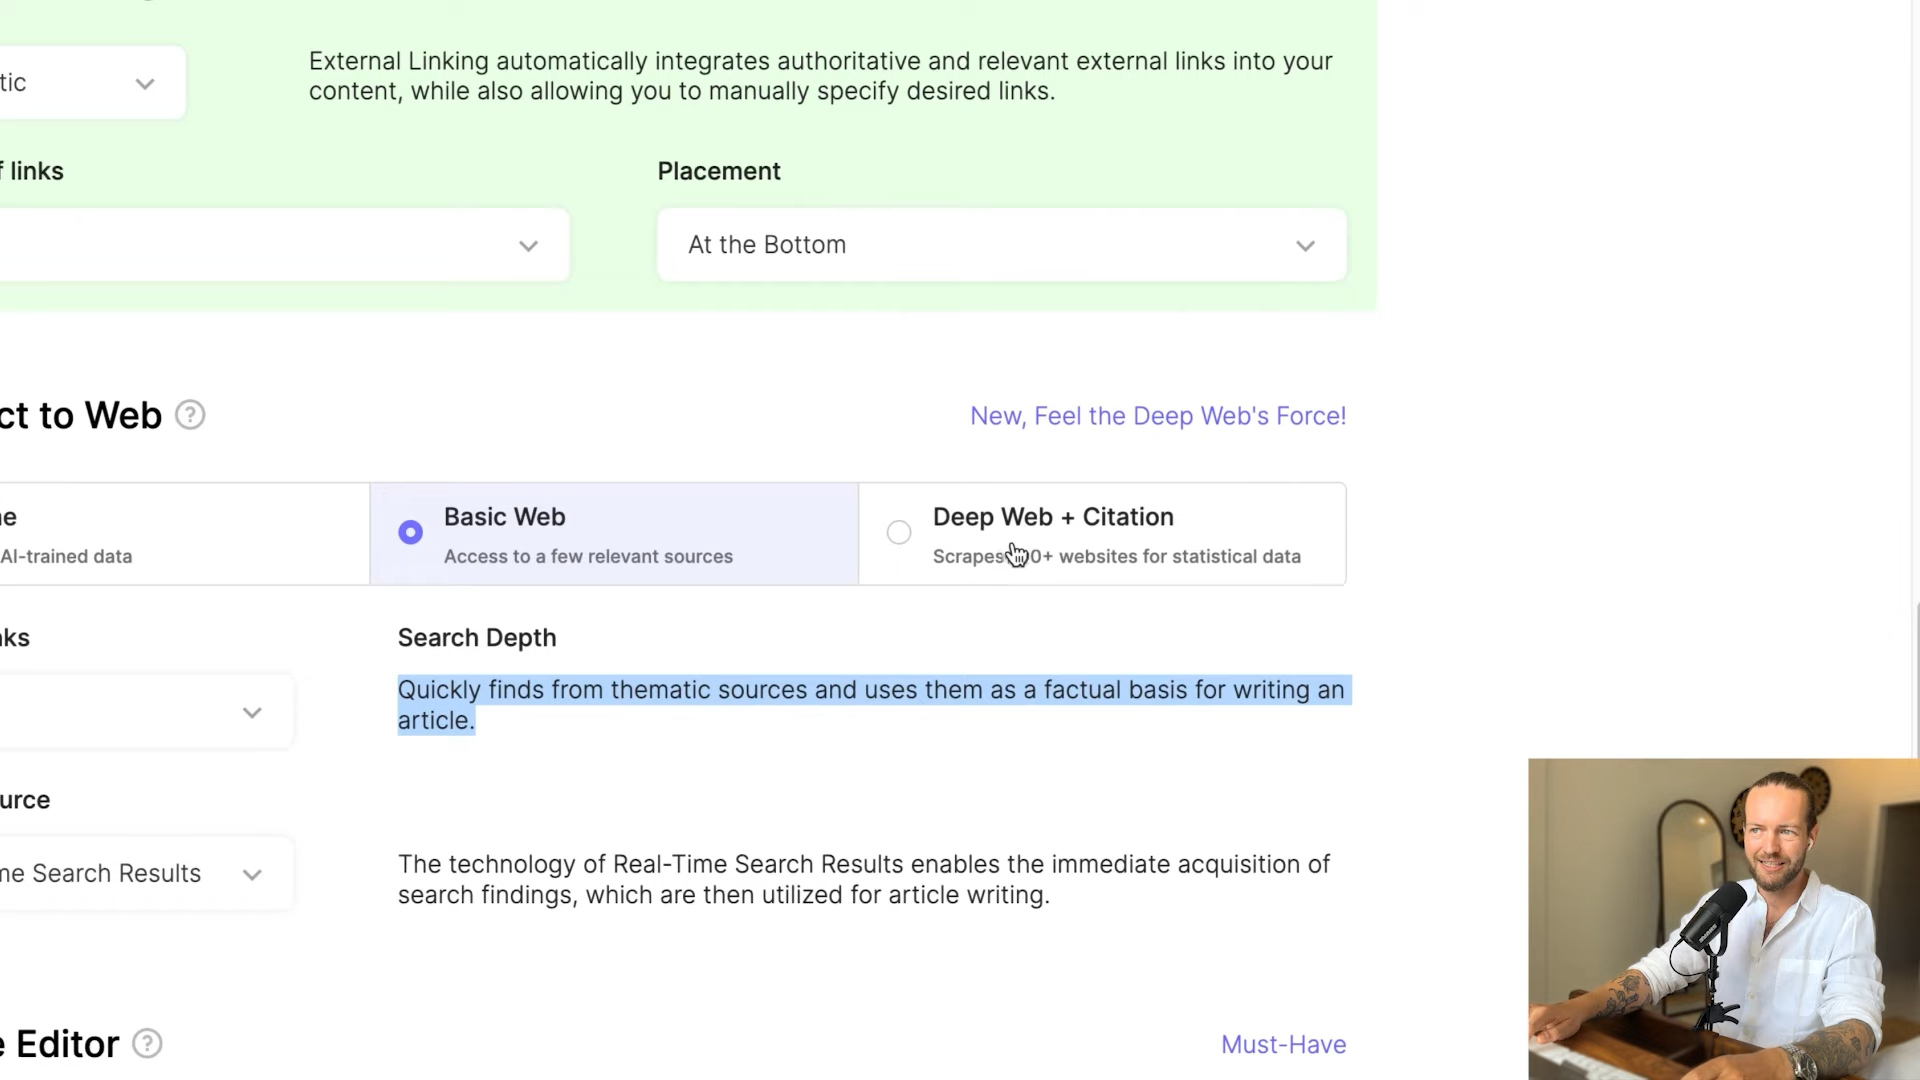 tic
External Linking automatically integrates authoritative and relevant external links into your
content, while also allowing you to manually specify desired links.
f links
Placement
At the Bottom
ct to Web
New, Feel the Deep Web's Force!
e
AI-trained data
Basic Web
Access to a few relevant sources
Deep Web + Citation
Scrapes 0+ websites for statistical data
ks
Search Depth
Quickly finds from thematic sources and uses them as a factual basis for writing an
article.
urce
me Search Results
The technology of Real-Time Search Results enables the immediate acquisition of
search findings, which are then utilized for article writing.
e Editor
Must-Have